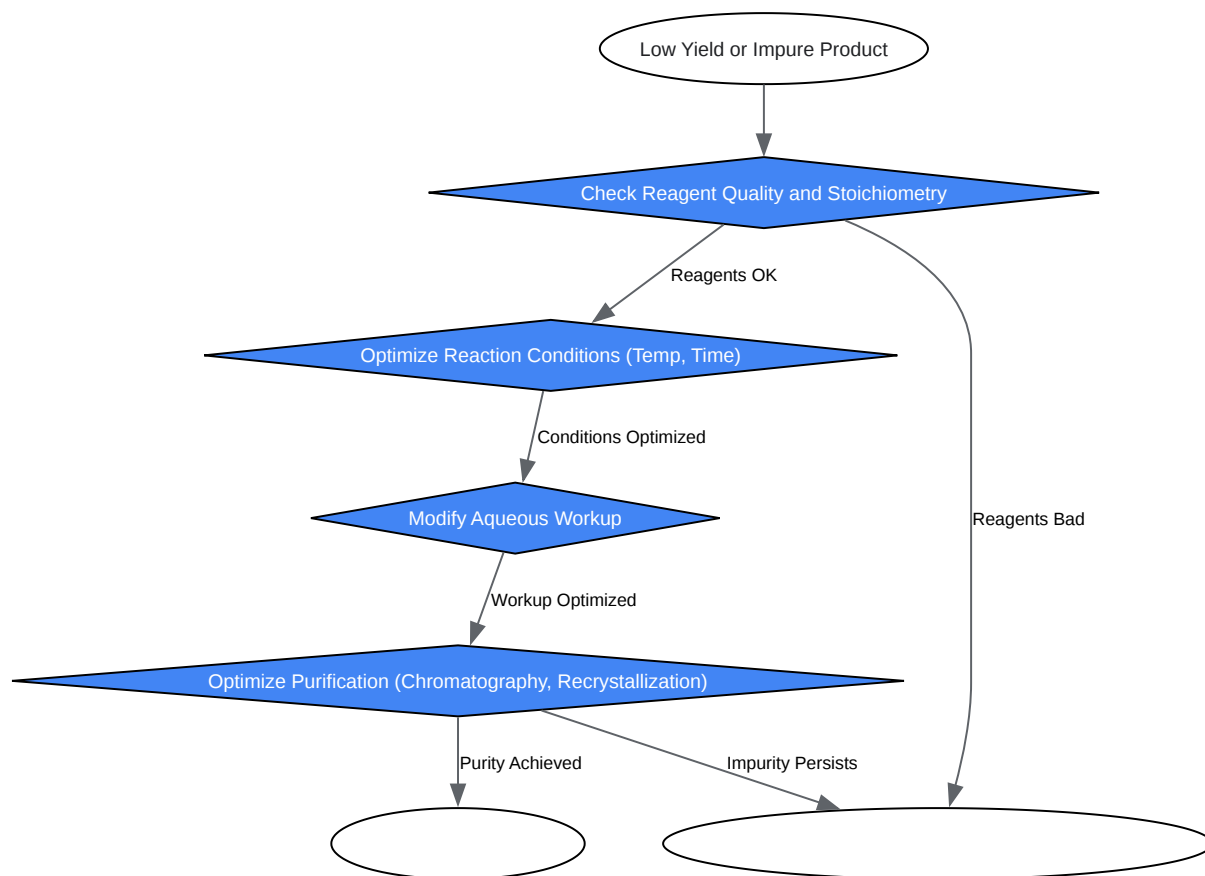 Low Yield or Impure Product
Check Reagent Quality and Stoichiometry
Reagents OK
Optimize Reaction Conditions (Temp, Time)
Conditions Optimized
Modify Aqueous Workup
Reagents Bad
Workup Optimized
Optimize Purification (Chromatography, Recrystallization)
Purity Achieved
Impurity Persists